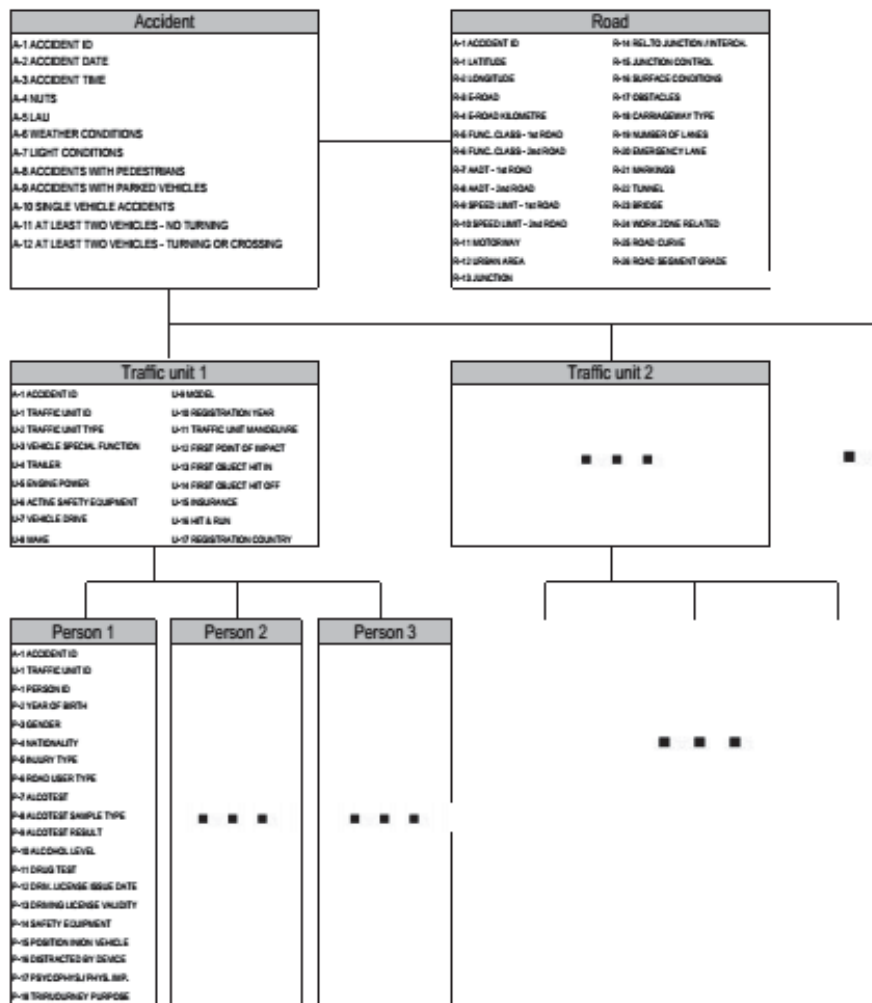 Accident
A-1 ACCIDENT ID
A-2 ACCIDENT DATE
A-3 ACCIDENT TIME
A-4 NUTS
A-5 LAU
A-6 WEATHER CONDITIONS
A-7 LIGHT CONDITIONS
A-8 ACCIDENTS WITH PEDESTRIANS
A-9 ACCIDENTS WITH PARKED VEHICLES
A-10 SINGLE VEHICLE ACCIDENTS
A-11 AT LEAST TWO VEHICLES - NO TURNING
A-12 AT LEAST TWO VEHICLES - TURNING OR CROSSING
Road
A-1 ACCIDENT ID
R-1 LATITUDE
R-2 LONGITUDE
R-3 E-ROAD
R-4 E-ROAD KILOMETRE
R-5 FUNC. CLASS - 1st ROAD
R-6 FUNC. CLASS - 2nd ROAD
R-7 AADT - 1st ROAD
R-8 AADT - 2nd ROAD
R-9 SPEED LIMIT - 1st ROAD
R-10 SPEED LIMIT - 2nd ROAD
R-11 MOTORWAY
R-12 URBAN AREA
R-13 JUNCTION
R-14 REL.TO JUNCTION / INTERCH.
R-15 JUNCTION CONTROL
R-16 SURFACE CONDITIONS
R-17 OBSTACLES
R-18 CARRIAGEWAY TYPE
R-19 NUMBER OF LANES
R-20 EMERGENCY LANE
R-21 MARKINGS
R-22 TUNNEL
R-23 BRIDGE
R-24 WORK ZONE RELATED
R-25 ROAD CURVE
R-26 ROAD SEGMENT GRADE
Traffic unit 1
A-1 ACCIDENT ID
U-1 TRAFFIC UNIT ID
U-2 TRAFFIC UNIT TYPE
U-3 VEHICLE SPECIAL FUNCTION
U-4 TRAILER
U-5 ENGINE POWER
U-6 ACTIVE SAFETY EQUIPMENT
U-7 VEHICLE DRIVE
U-8 MAKE
U-9 MODEL
U-10 REGISTRATION YEAR
U-11 TRAFFIC UNIT MANOEUVRE
U-12 FIRST POINT OF IMPACT
U-13 FIRST OBJECT HIT IN
U-14 FIRST OBJECT HIT OFF
U-15 INSURANCE
U-16 HIT & RUN
U-17 REGISTRATION COUNTRY
Traffic unit 2
Person 1
A-1 ACCIDENT ID
U-1 TRAFFIC UNIT ID
P-1 PERSON ID
P-2 YEAR OF BIRTH
P-3 GENDER
P-4 NATIONALITY
P-5 INJURY TYPE
P-6 ROAD USER TYPE
P-7 ALCOTEST
P-8 ALCOTEST SAMPLE TYPE
P-9 ALCOTEST RESULT
P-10 ALCOHOL LEVEL
P-11 DRUG TEST
P-12 DRIV. LICENSE ISSUE DATE
P-13 DRIVING LICENSE VALIDITY
P-14 SAFETY EQUIPMENT
P-15 POSITION IN/ON VEHICLE
P-16 DISTRACTED BY DEVICE
P-17 PSYCOPHYS./ PHYS. IMP.
P-18 TRIP/JOURNEY PURPOSE
Person 2
Person 3